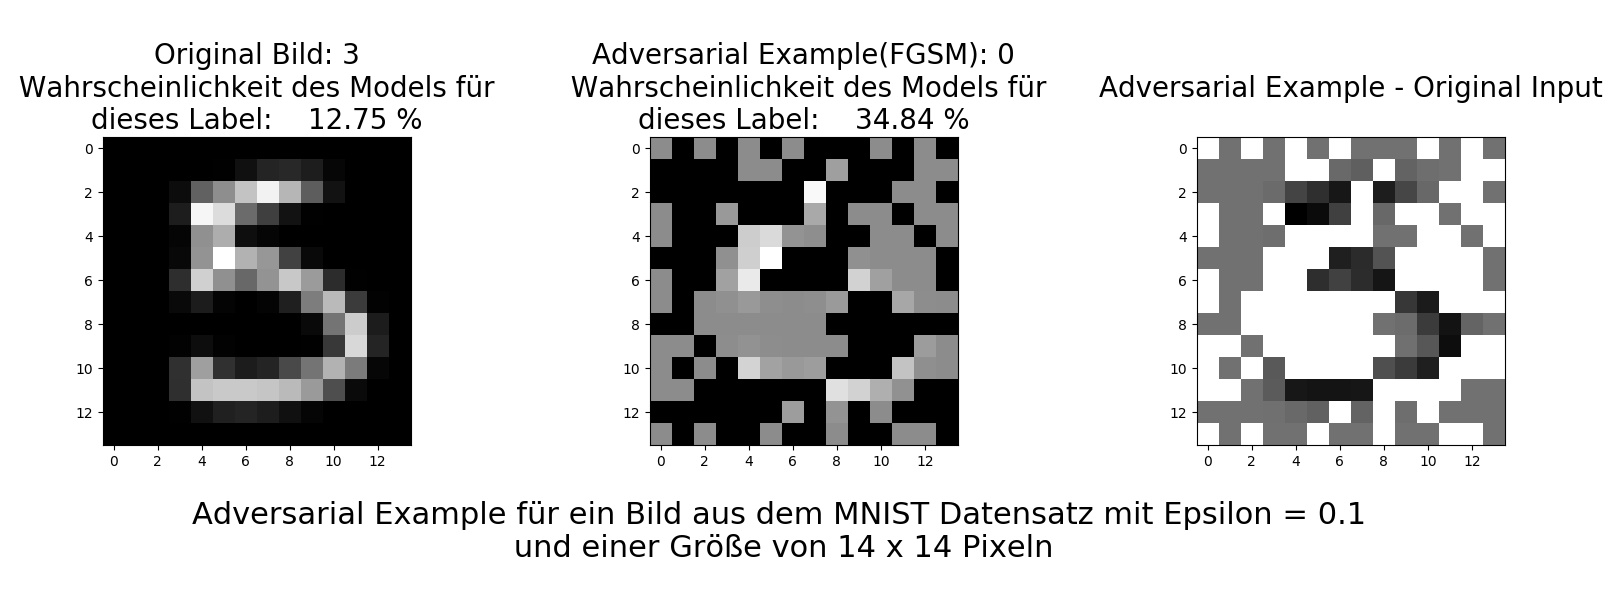 Original Bild: 3
Wahrscheinlichkeit des Models für
dieses Label:    12.75 %
0
2
4
6
8
10
12
0 2 4 6 8 10 12
Adversarial Example(FGSM): 0
Wahrscheinlichkeit des Models für
dieses Label:    34.84 %
0
2
4
6
8
10
12
0 2 4 6 8 10 12
Adversarial Example - Original Input
0
2
4
6
8
10
12
0 2 4 6 8 10 12
Adversarial Example für ein Bild aus dem MNIST Datensatz mit Epsilon = 0.1
und einer Größe von 14 x 14 Pixeln